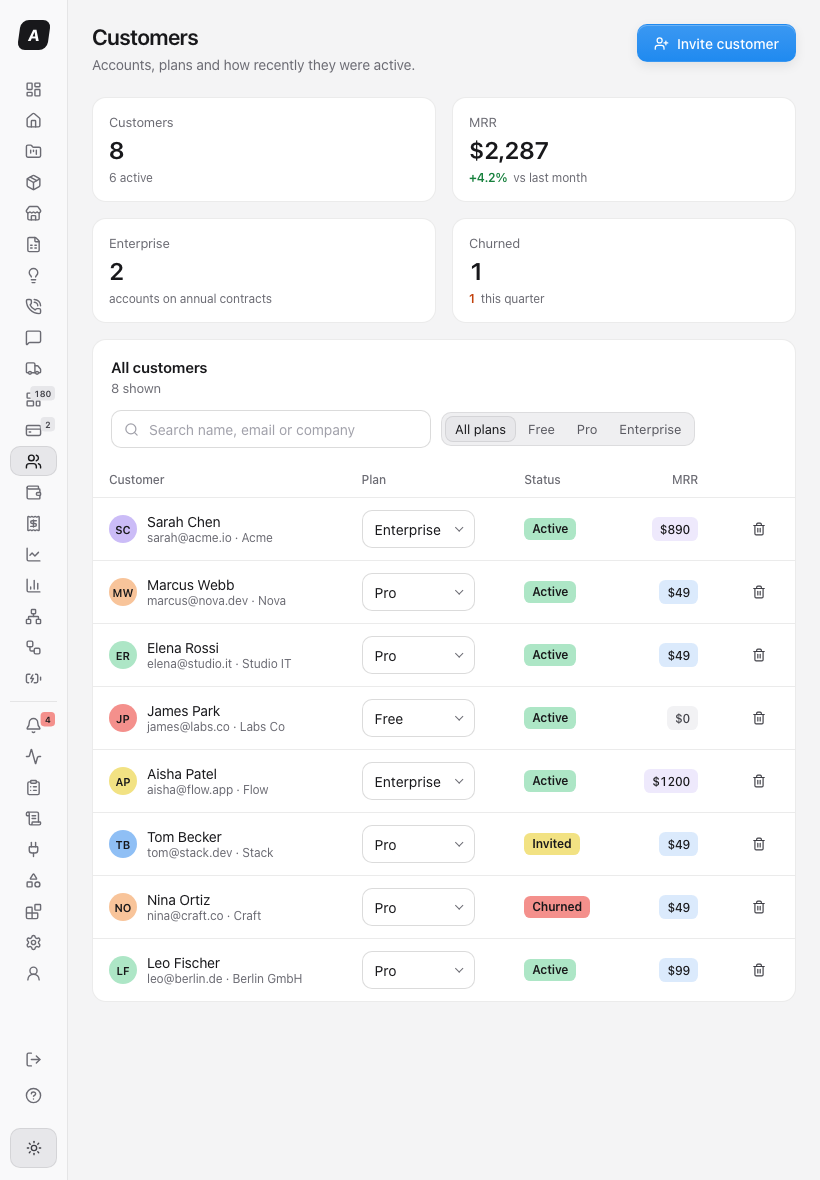 A
Customers
Accounts, plans and how recently they were active.
Invite customer
Customers
8
6 active
MRR
$2,287
+4.2% vs last month
Enterprise
2
accounts on annual contracts
Churned
1
1 this quarter
180
2
4
All customers
8 shown
Search name, email or company
All plans Free Pro Enterprise
Customer Plan Status MRR
SC Sarah Chen Enterprise Active $890
sarah@acme.io · Acme
MW Marcus Webb Pro Active $49
marcus@nova.dev · Nova
ER Elena Rossi Pro Active $49
elena@studio.it · Studio IT
JP James Park Free Active $0
james@labs.co · Labs Co
AP Aisha Patel Enterprise Active $1200
aisha@flow.app · Flow
TB Tom Becker Pro Invited $49
tom@stack.dev · Stack
NO Nina Ortiz Pro Churned $49
nina@craft.co · Craft
LF Leo Fischer Pro Active $99
leo@berlin.de · Berlin GmbH